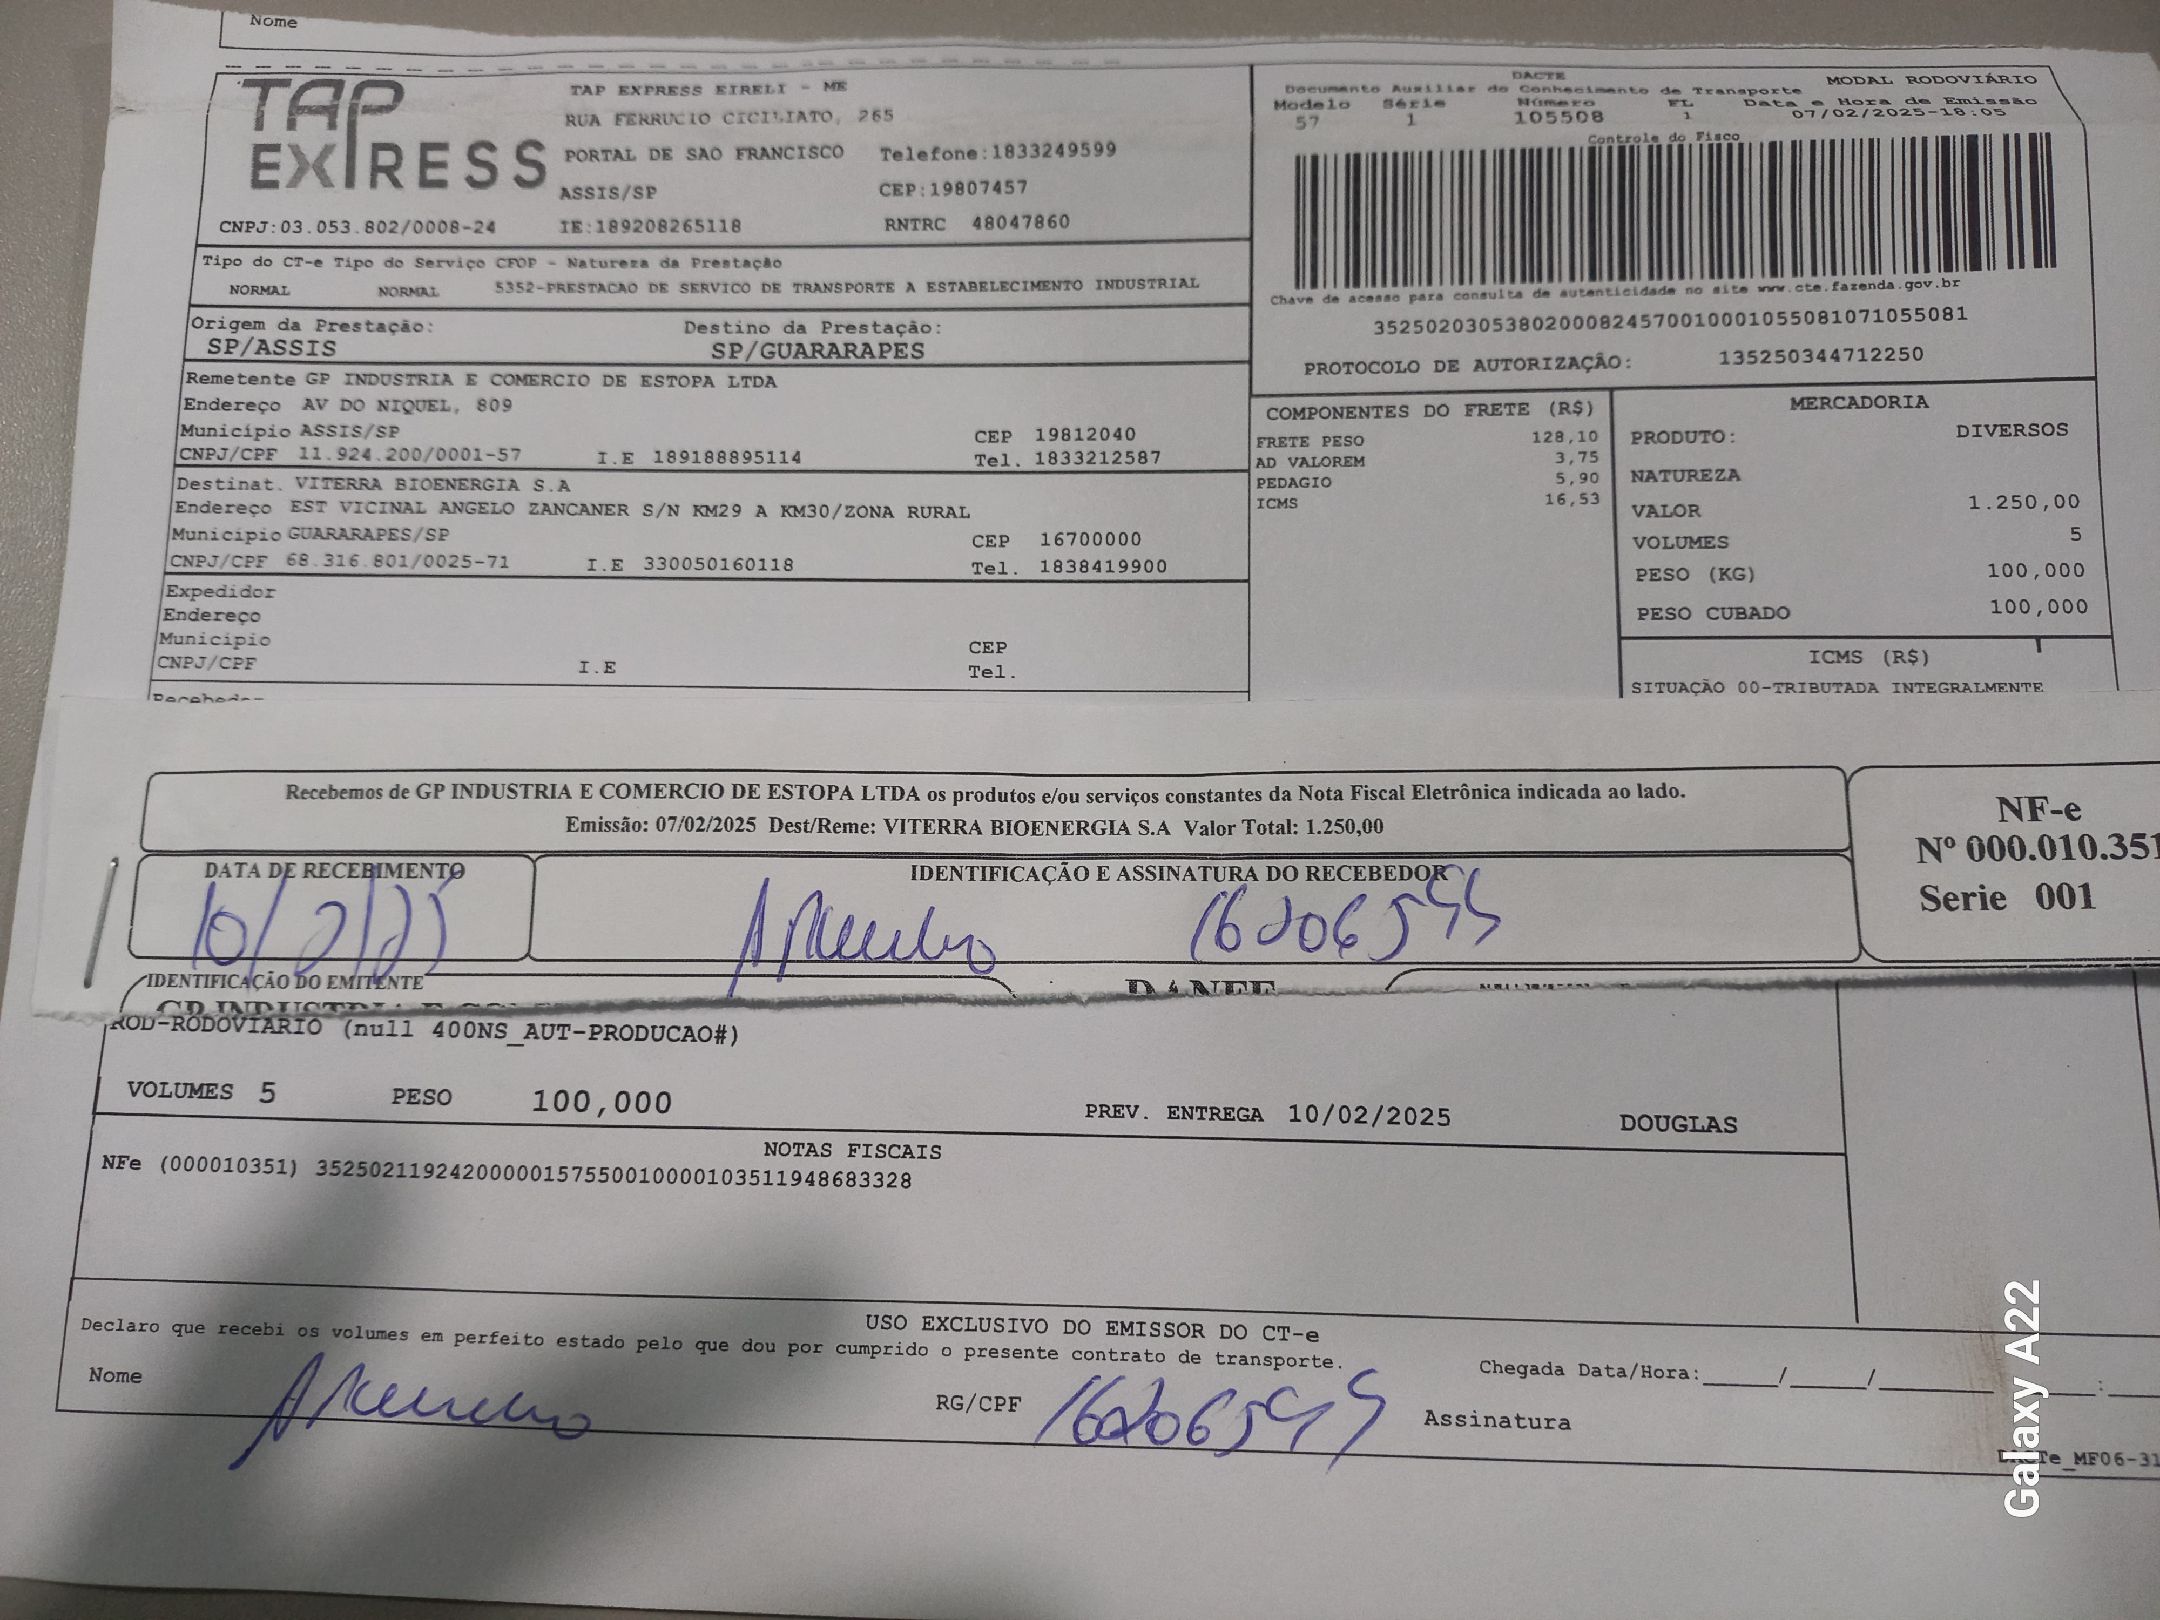 Nome
TAP EXPRESS
TAP EXPRESS EIRELI - ME
RUA FERRUCIO CICILIATO, 265
PORTAL DE SAO FRANCISCO Telefone:1833249599
ASSIS/SP CEP:19807457
CNPJ:03.053.802/0008-24 IE:189208265118 RNTRC 48047860
DACTE MODAL RODOVIÁRIO
Documento Auxiliar do Conhecimento de Transporte
Modelo Série Número FL Data e Hora de Emissão
57 1 105508 1 07/02/2025-18:05
Controle do Fisco
Chave de acesso para consulta de autenticidade no site www.cte.fazenda.gov.br
35250203053802000824570010001055081071055081
PROTOCOLO DE AUTORIZAÇÃO: 135250344712250
Tipo do CT-e Tipo do Serviço CFOP - Natureza da Prestação
NORMAL NORMAL 5352-PRESTACAO DE SERVICO DE TRANSPORTE A ESTABELECIMENTO INDUSTRIAL
Origem da Prestação: Destino da Prestação:
SP/ASSIS SP/GUARARAPES
Remetente GP INDUSTRIA E COMERCIO DE ESTOPA LTDA
Endereço AV DO NIQUEL, 809
Município ASSIS/SP CEP 19812040
CNPJ/CPF 11.924.200/0001-57 I.E 189188895114 Tel. 1833212587
Destinat. VITERRA BIOENERGIA S.A
Endereço EST VICINAL ANGELO ZANCANER S/N KM29 A KM30/ZONA RURAL
Município GUARARAPES/SP CEP 16700000
CNPJ/CPF 68.316.801/0025-71 I.E 330050160118 Tel. 1838419900
Expedidor
Endereço
Município CEP
CNPJ/CPF I.E Tel.
COMPONENTES DO FRETE (R$)
FRETE PESO 128,10
AD VALOREM 3,75
PEDAGIO 5,90
ICMS 16,53
MERCADORIA
PRODUTO: DIVERSOS
NATUREZA
VALOR 1.250,00
VOLUMES 5
PESO (KG) 100,000
PESO CUBADO 100,000
ICMS (R$)
SITUAÇÃO 00-TRIBUTADA INTEGRALMENTE
Recebemos de GP INDUSTRIA E COMERCIO DE ESTOPA LTDA os produtos e/ou serviços constantes da Nota Fiscal Eletrônica indicada ao lado.
Emissão: 07/02/2025 Dest/Reme: VITERRA BIOENERGIA S.A Valor Total: 1.250,00
NF-e
Nº 000.010.351
Serie 001
DATA DE RECEBIMENTO IDENTIFICAÇÃO E ASSINATURA DO RECEBEDOR
10/2/25
IDENTIFICAÇÃO DO EMITENTE DANFE
ROD-RODOVIARIO (null 400NS_AUT-PRODUCAO#)
VOLUMES 5 PESO 100,000 PREV. ENTREGA 10/02/2025 DOUGLAS
NOTAS FISCAIS
NFe (000010351) 35250211924200000157550010000103511948683328
USO EXCLUSIVO DO EMISSOR DO CT-e
Declaro que recebi os volumes em perfeito estado pelo que dou por cumprido o presente contrato de transporte.
Chegada Data/Hora:_____/_____/_____ ___:___
Nome RG/CPF Assinatura
Galaxy A22